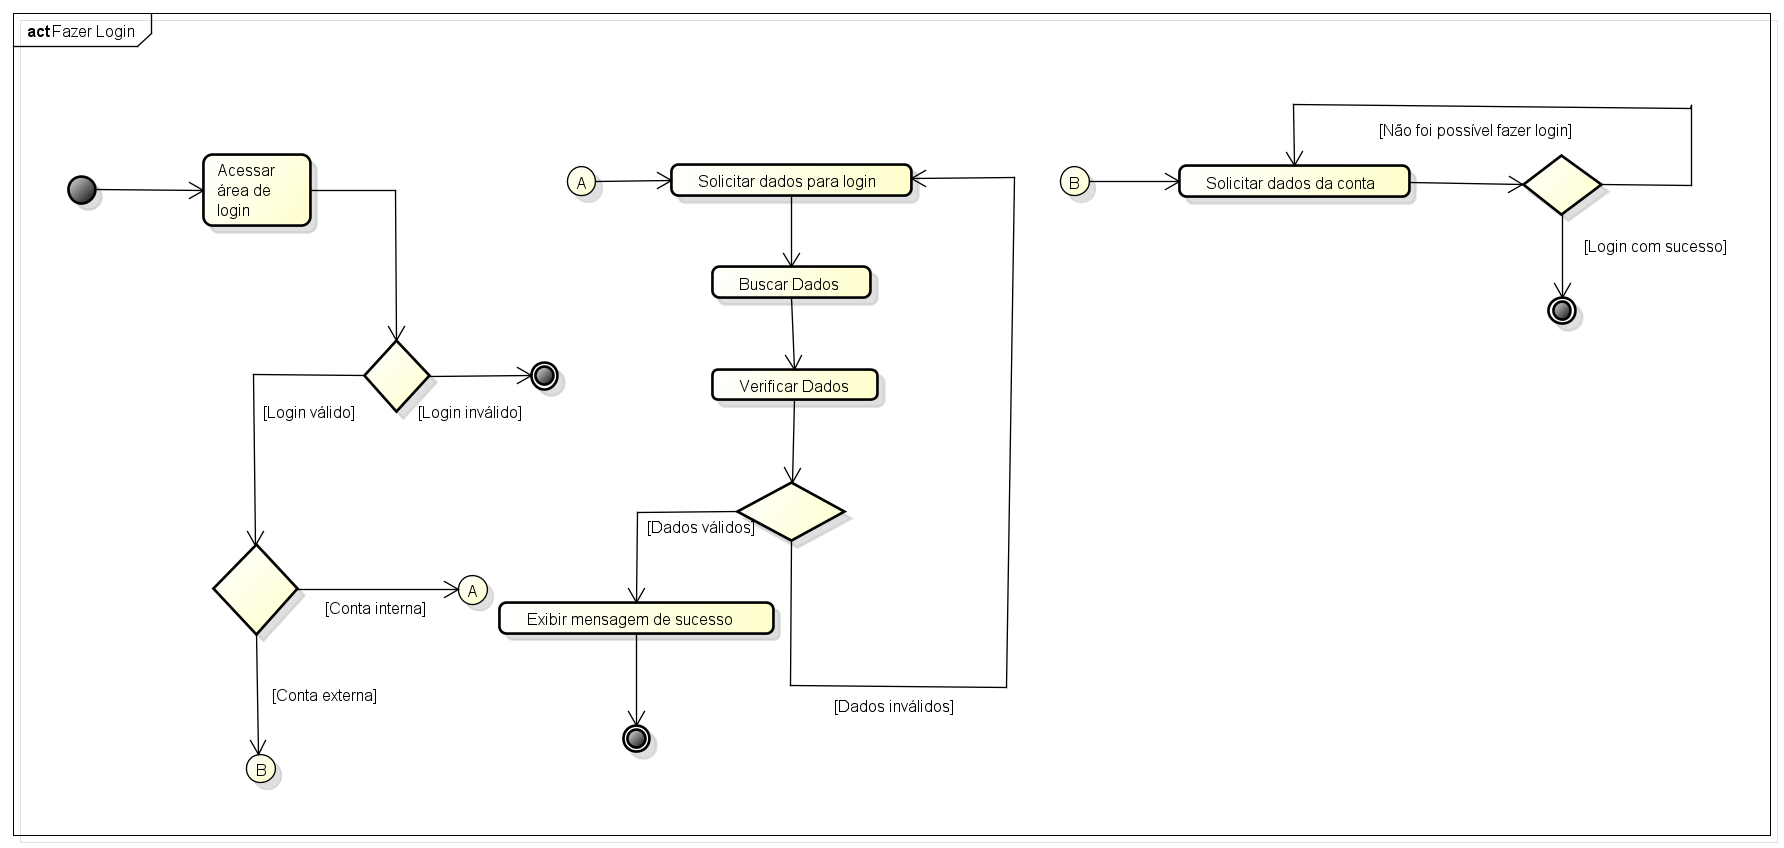 act Fazer Login
Acessar
área de
login
[Login válido]
[Login inválido]
[Conta interna]
A
[Conta externa]
B
A
Solicitar dados para login
Buscar Dados
Verificar Dados
[Dados válidos]
Exibir mensagem de sucesso
[Dados inválidos]
B
Solicitar dados da conta
[Não foi possível fazer login]
[Login com sucesso]